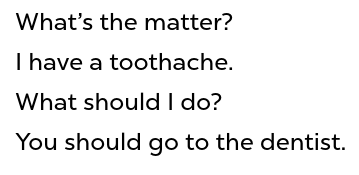 What’s the matter?
I have a toothache.
What should I do?
You should go to the dentist.